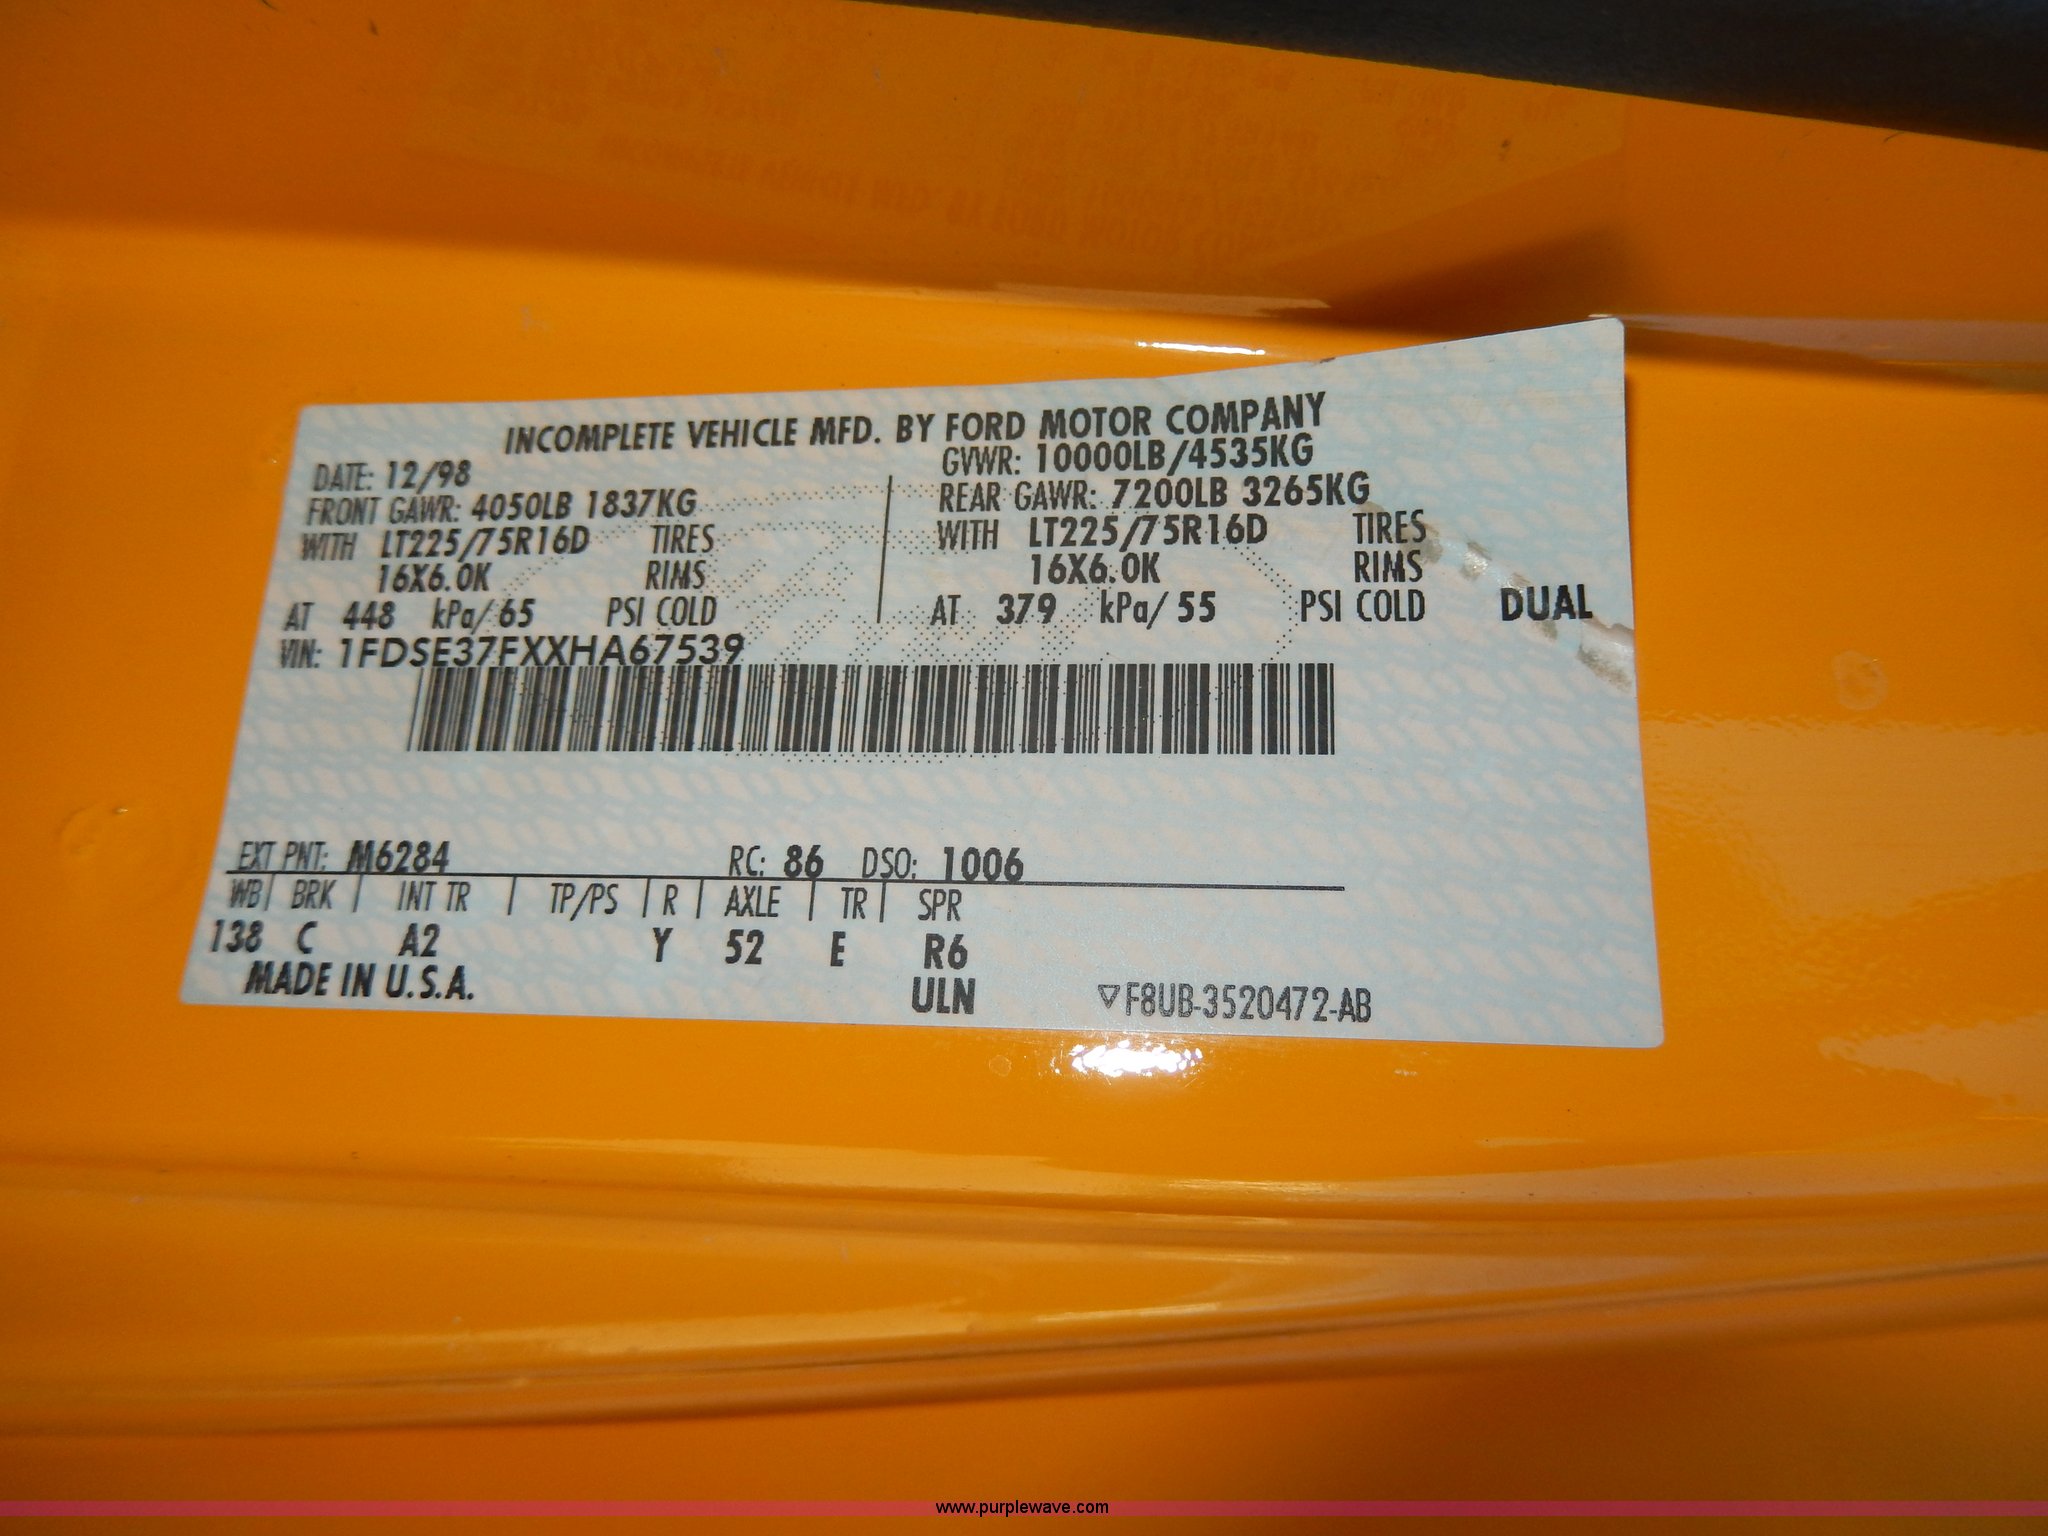 INCOMPLETE VEHICLE MFD. BY FORD MOTOR COMPANY
DATE: 12/98 GVWR: 10000LB/4535KG
FRONT GAWR: 4050LB 1837KG REAR GAWR: 7200LB 3265KG
WITH LT225/75R16D TIRES WITH LT225/75R16D TIRES
16X6.0K RIMS 16X6.0K RIMS
AT 448 kPa/ 65 PSI COLD AT 379 kPa/ 55 PSI COLD DUAL
VIN: 1FDSE37FXXHA67539
EXT PNT: M6284 RC: 86 DSO: 1006
WB BRK INT TR TP/PS R AXLE TR SPR
138 C A2 Y 52 E R6
MADE IN U.S.A. ULN ▽F8UB-3520472-AB
www.purplewave.com